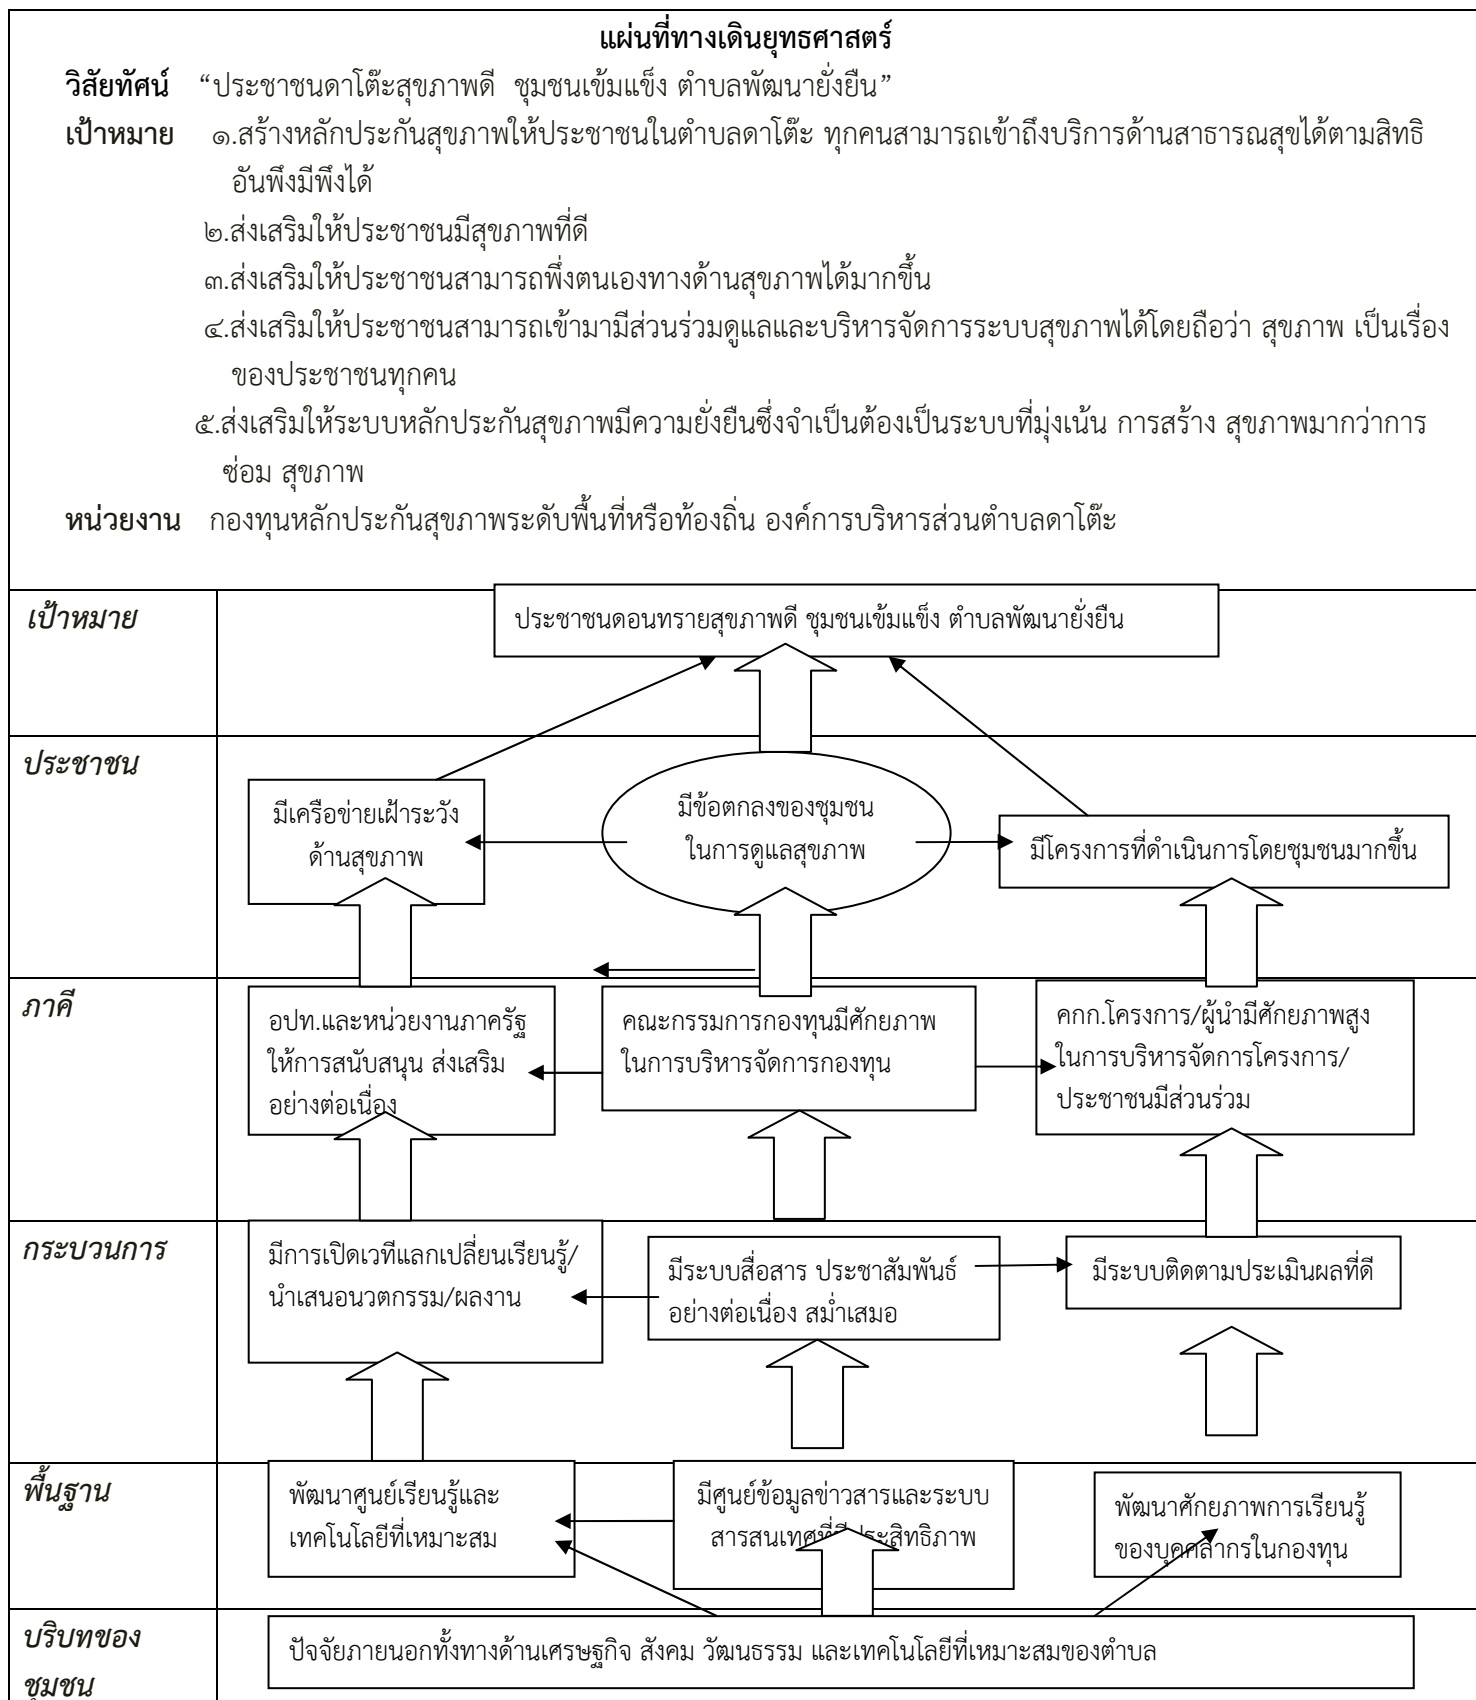 แผ่นที่ทางเดินยุทธศาสตร์
วิสัยทัศน์ “ประชาชนดาโต๊ะสุขภาพดี ชุมชนเข้มแข็ง ตำบลพัฒนายั่งยืน”
เป้าหมาย ๑.สร้างหลักประกันสุขภาพให้ประชาชนในตำบลดาโต๊ะ ทุกคนสามารถเข้าถึงบริการด้านสาธารณสุขได้ตามสิทธิ
อันพึงมีพึงได้
๒.ส่งเสริมให้ประชาชนมีสุขภาพที่ดี
๓.ส่งเสริมให้ประชาชนสามารถพึ่งตนเองทางด้านสุขภาพได้มากขึ้น
๔.ส่งเสริมให้ประชาชนสามารถเข้ามามีส่วนร่วมดูแลและบริหารจัดการระบบสุขภาพได้โดยถือว่า สุขภาพ เป็นเรื่อง
ของประชาชนทุกคน
๕.ส่งเสริมให้ระบบหลักประกันสุขภาพมีความยั่งยืนซึ่งจำเป็นต้องเป็นระบบที่มุ่งเน้น การสร้าง สุขภาพมากว่าการ
ซ่อม สุขภาพ
หน่วยงาน กองทุนหลักประกันสุขภาพระดับพื้นที่หรือท้องถิ่น องค์การบริหารส่วนตำบลดาโต๊ะ
เป้าหมาย
ประชาชนดอนทรายสุขภาพดี ชุมชนเข้มแข็ง ตำบลพัฒนายั่งยืน
ประชาชน
มีเครือข่ายเฝ้าระวัง
ด้านสุขภาพ
มีข้อตกลงของชุมชน
ในการดูแลสุขภาพ
มีโครงการที่ดำเนินการโดยชุมชนมากขึ้น
ภาคี
อปท.และหน่วยงานภาครัฐ
ให้การสนับสนุน ส่งเสริม
อย่างต่อเนื่อง
คณะกรรมการกองทุนมีศักยภาพ
ในการบริหารจัดการกองทุน
คกก.โครงการ/ผู้นำมีศักยภาพสูง
ในการบริหารจัดการโครงการ/
ประชาชนมีส่วนร่วม
กระบวนการ
มีการเปิดเวทีแลกเปลี่ยนเรียนรู้/
นำเสนอนวตกรรม/ผลงาน
มีระบบสื่อสาร ประชาสัมพันธ์
อย่างต่อเนื่อง สม่ำเสมอ
มีระบบติดตามประเมินผลที่ดี
พื้นฐาน
พัฒนาศูนย์เรียนรู้และ
เทคโนโลยีที่เหมาะสม
มีศูนย์ข้อมูลข่าวสารและระบบ
สารสนเทศที่มีประสิทธิภาพ
พัฒนาศักยภาพการเรียนรู้
ของบุคคลากรในกองทุน
บริบทของ
ชุมชน
ปัจจัยภายนอกทั้งทางด้านเศรษฐกิจ สังคม วัฒนธรรม และเทคโนโลยีที่เหมาะสมของตำบล